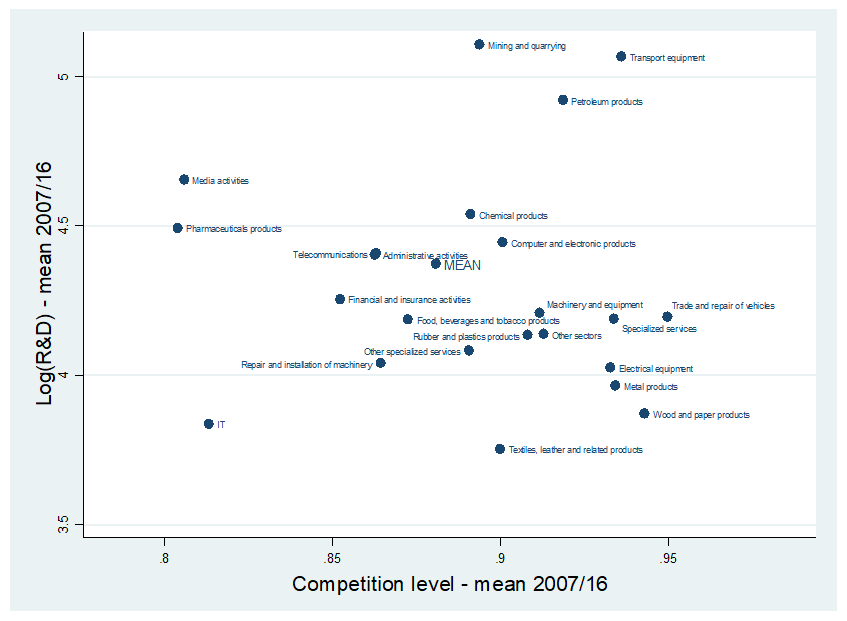 Log(R&D) - mean 2007/16
5
4.5
4
3.5
Mining and quarrying
Transport equipment
Petroleum products
Media activities
Chemical products
Pharmaceuticals products
Computer and electronic products
Telecommunications
Administrative activities
MEAN
Financial and insurance activities
Machinery and equipment
Trade and repair of vehicles
Food, beverages and tobacco products
Specialized services
Rubber and plastics products
Other sectors
Other specialized services
Repair and installation of machinery
Electrical equipment
Metal products
Wood and paper products
IT
Textiles, leather and related products
.8
.85
.9
.95
Competition level - mean 2007/16